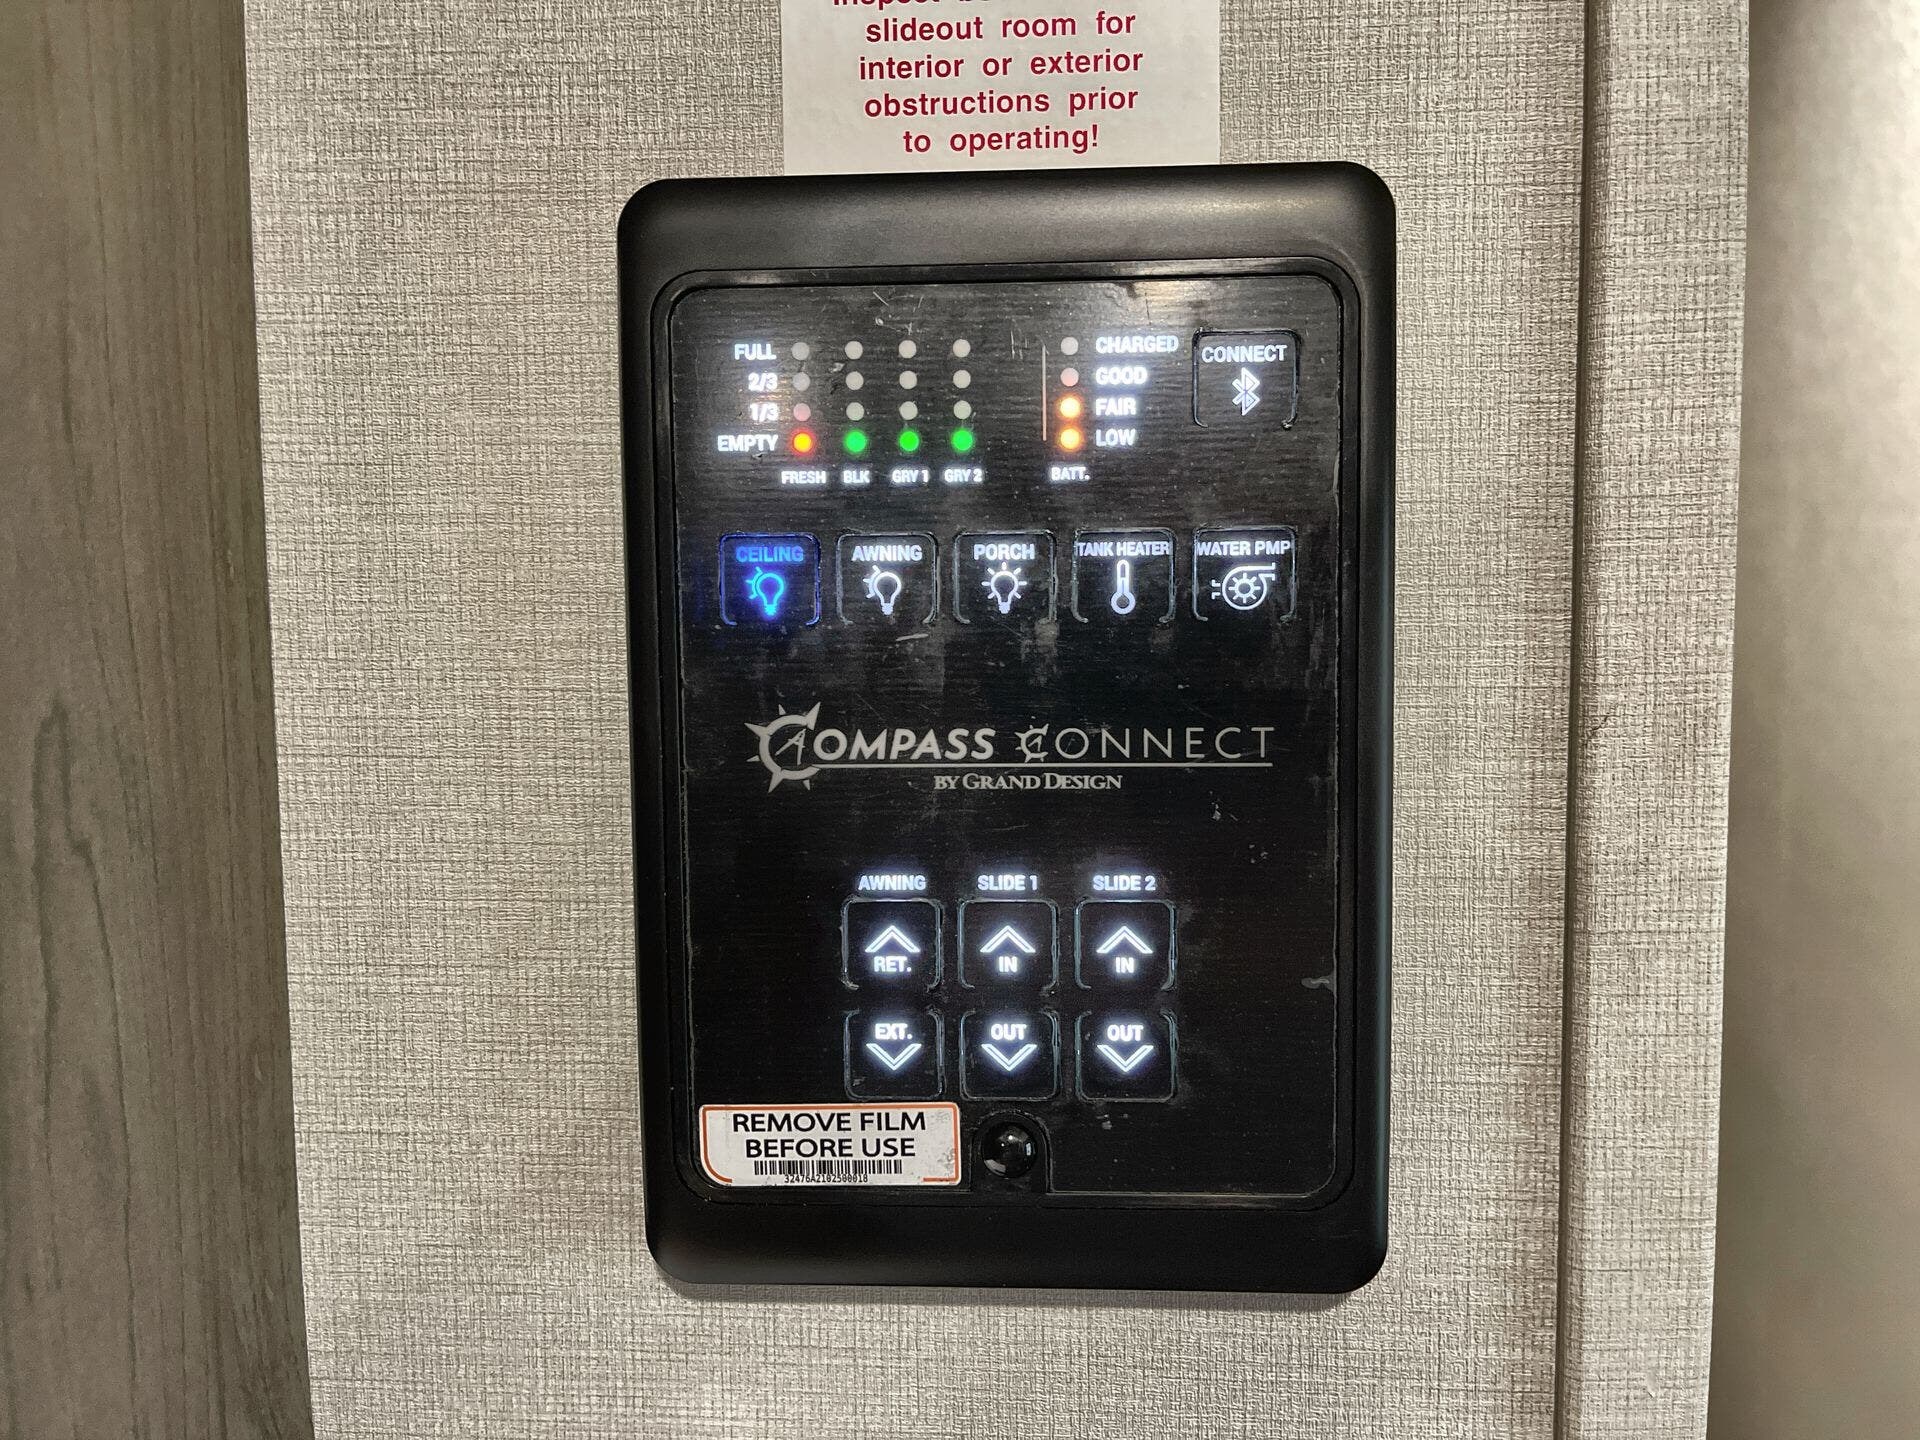 slideout room for
interior or exterior
obstructions prior
to operating!
FULL
2/3
1/3
EMPTY
FRESH BLK GRY 1 GRY 2
CHARGED
GOOD
FAIR
LOW
BATT.
CONNECT
CEILING AWNING PORCH TANK HEATER WATER PMP
COMPASS CONNECT
BY GRAND DESIGN
AWNING SLIDE 1 SLIDE 2
RET. IN IN
EXT. OUT OUT
REMOVE FILM
BEFORE USE
32476A2102500018